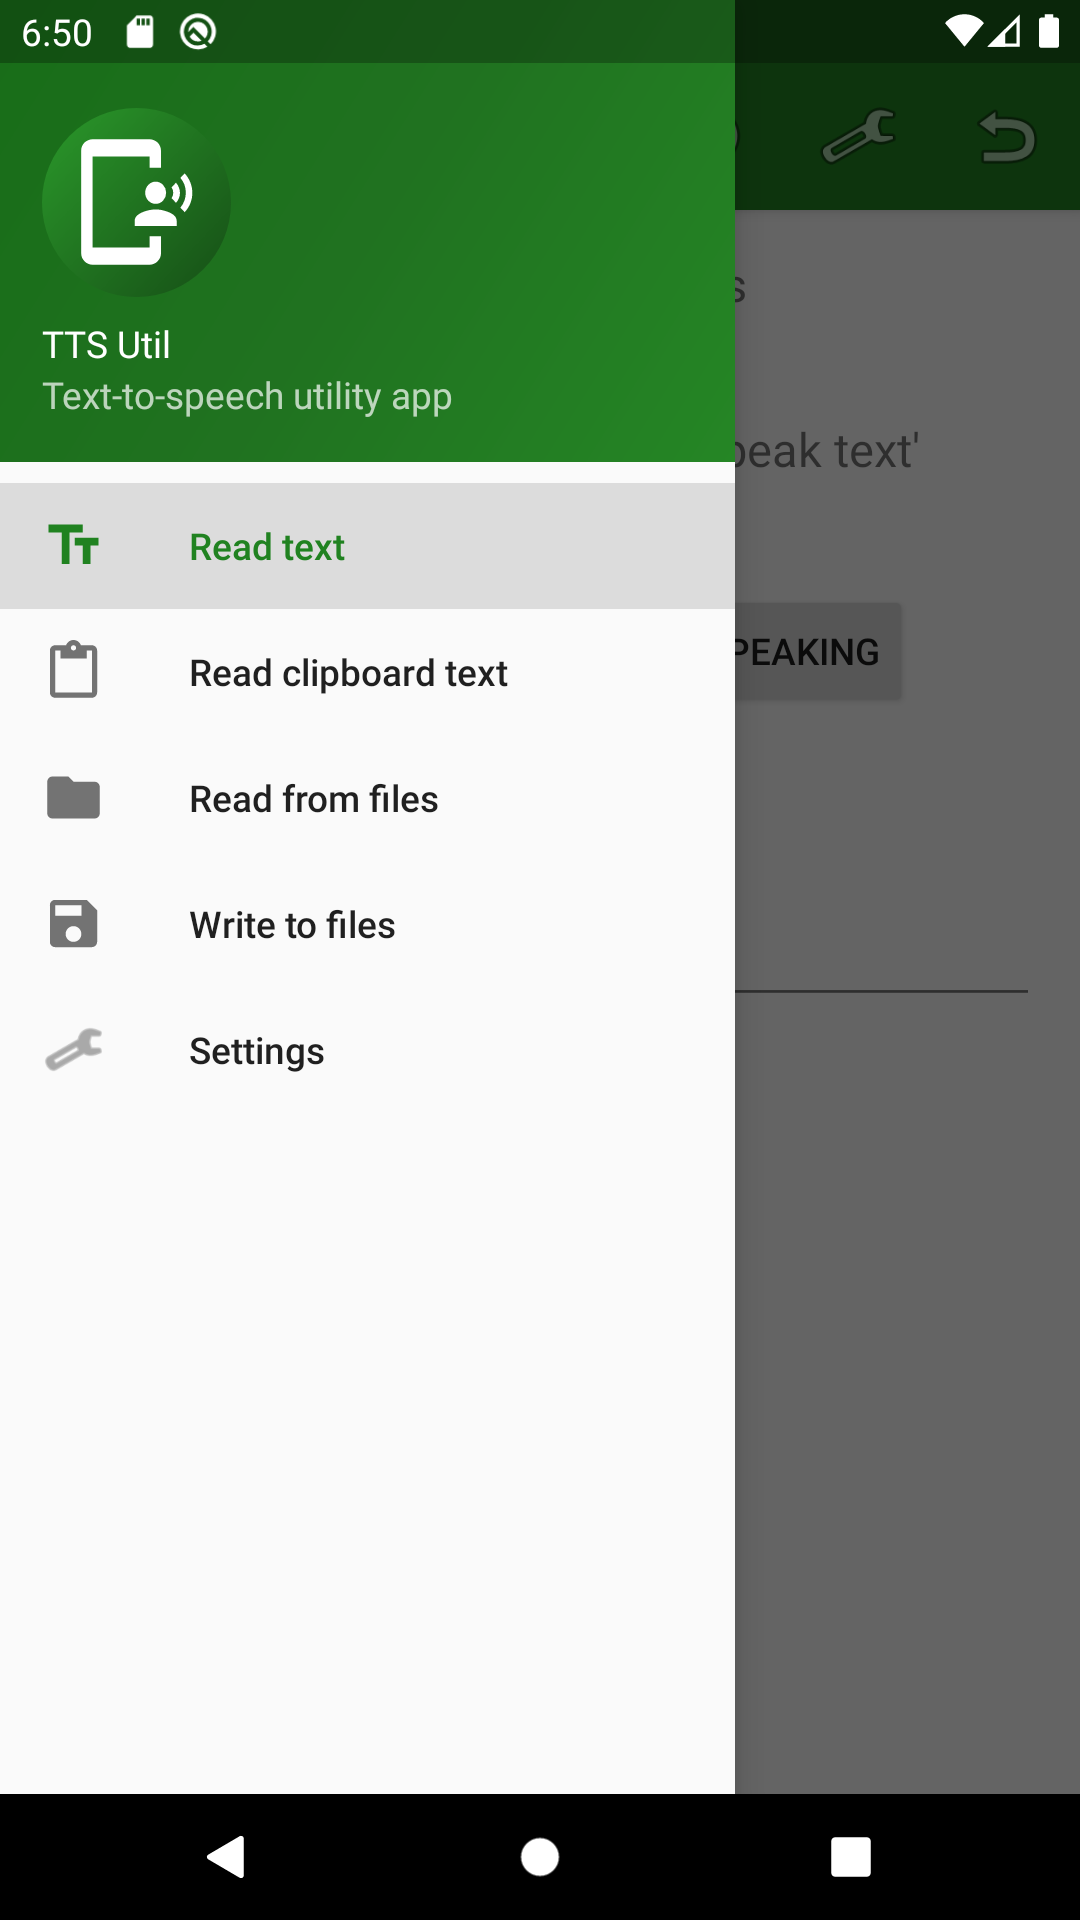 6:50
TTS Util
Text-to-speech utility app
s
peak text'
Read text
PEAKING
Read clipboard text
Read from files
Write to files
Settings